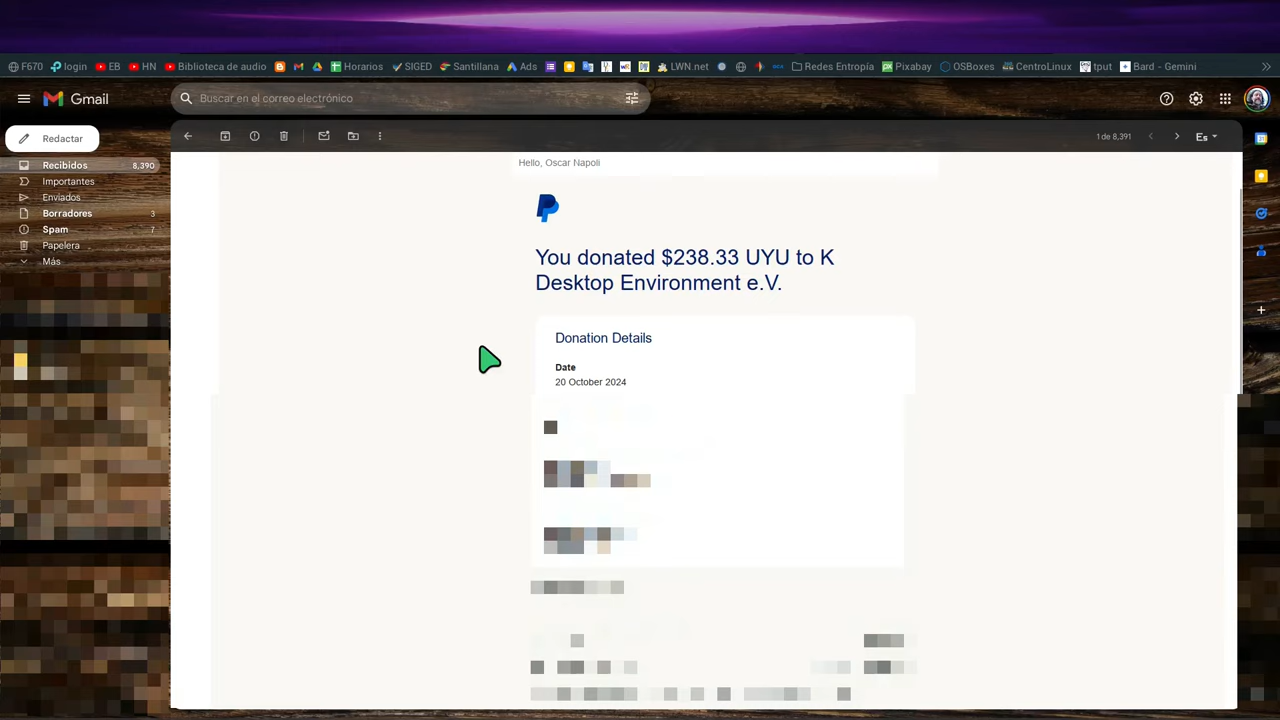 F670 login EB HN Biblioteca de audio Horarios SIGED Santillana Ads LWN.net Redes Entropía Pixabay OSBoxes CentroLinux tput Bard - Gemini
Gmail
Buscar en el correo electrónico
Redactar
1 de 8,391
Es
Recibidos 8,390
Importantes
Enviados
Borradores 3
Spam 7
Papelera
Más
Hello, Oscar Napoli
You donated $238.33 UYU to K
Desktop Environment e.V.
Donation Details
Date
20 October 2024